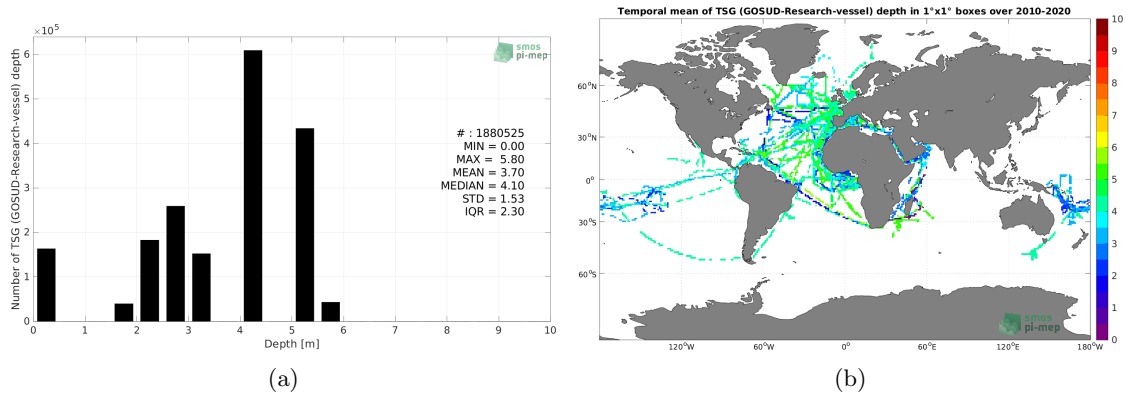 ×10⁵
6
5
4
3
2
1
0
Number of TSG (GOSUD-Research-vessel) depth
smos
pi-mep
# : 1880525
MIN = 0.00
MAX = 5.80
MEAN = 3.70
MEDIAN = 4.10
STD = 1.53
IQR = 2.30
0 1 2 3 4 5 6 7 8 9 10
Depth [m]
(a)
Temporal mean of TSG (GOSUD-Research-vessel) depth in 1°x1° boxes over 2010-2020
60°N
30°N
0°
30°S
60°S
120°W 60°W 0° 60°E 120°E 180°W
smos
pi-mep
10
9
8
7
6
5
4
3
2
1
0
(b)